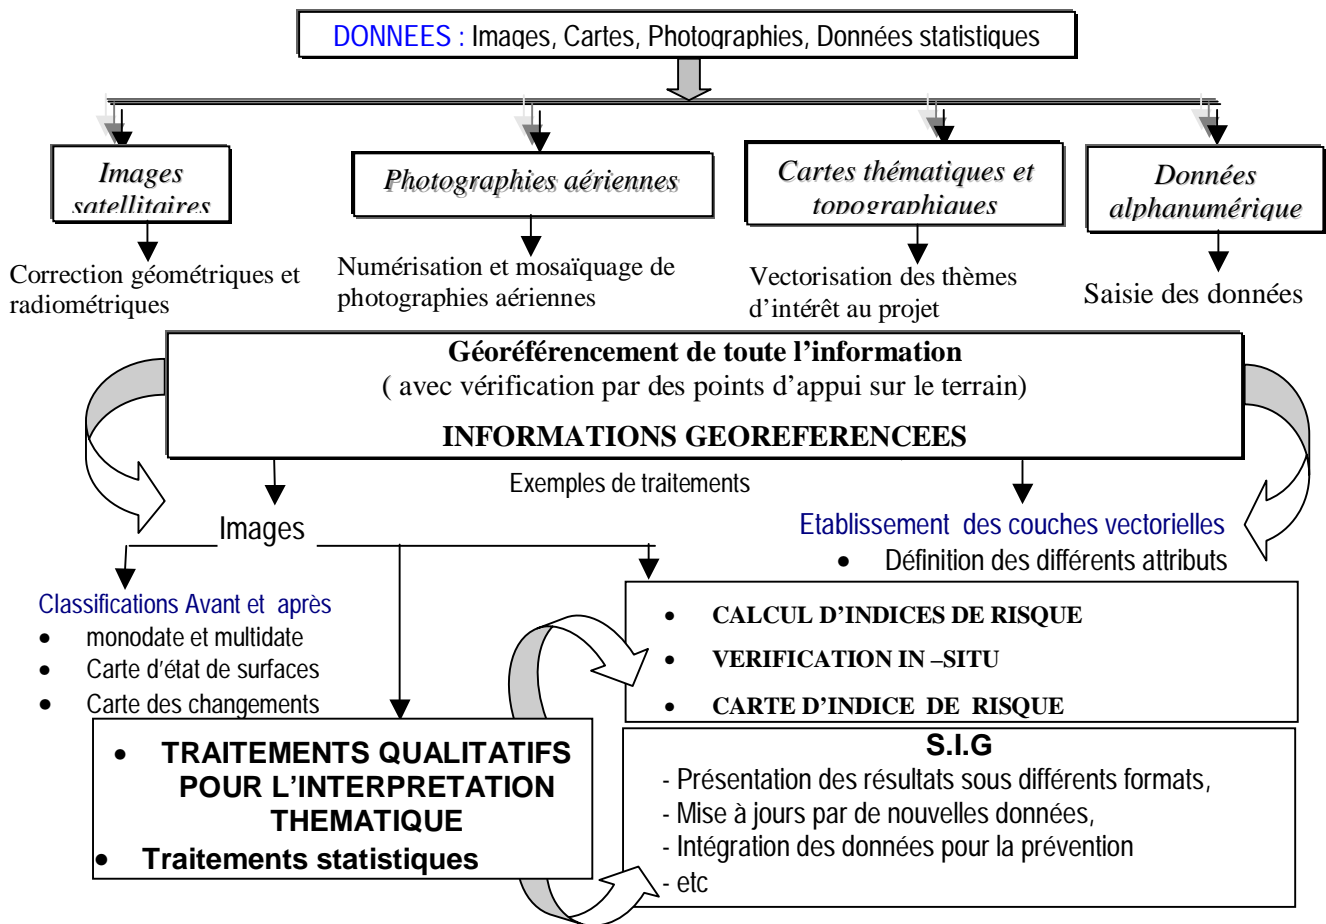 DONNEES : Images, Cartes, Photographies, Données statistiques
Images
satellitaires
Photographies aériennes
Cartes thématiques et
topographiques
Données
alphanumérique
Correction géométriques et
radiométriques
Numérisation et mosaïquage de
photographies aériennes
Vectorisation des thèmes
d’intérêt au projet
Saisie des données
Géoréférencement de toute l’information
( avec vérification par des points d’appui sur le terrain)
INFORMATIONS GEOREFERENCEES
Exemples de traitements
Images
Etablissement des couches vectorielles
• Définition des différents attributs
Classifications Avant et après
• monodate et multidate
• Carte d’état de surfaces
• Carte des changements
• CALCUL D’INDICES DE RISQUE
• VERIFICATION IN –SITU
• CARTE D’INDICE DE RISQUE
• TRAITEMENTS QUALITATIFS
POUR L’INTERPRETATION
THEMATIQUE
• Traitements statistiques
S.I.G
- Présentation des résultats sous différents formats,
- Mise à jours par de nouvelles données,
- Intégration des données pour la prévention
- etc